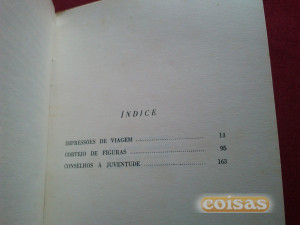 ÍNDICE
IMPRESSÕES DE VIAGEM 13
CORTEJO DE FIGURAS 95
CONSELHOS À JUVENTUDE 163
coisas